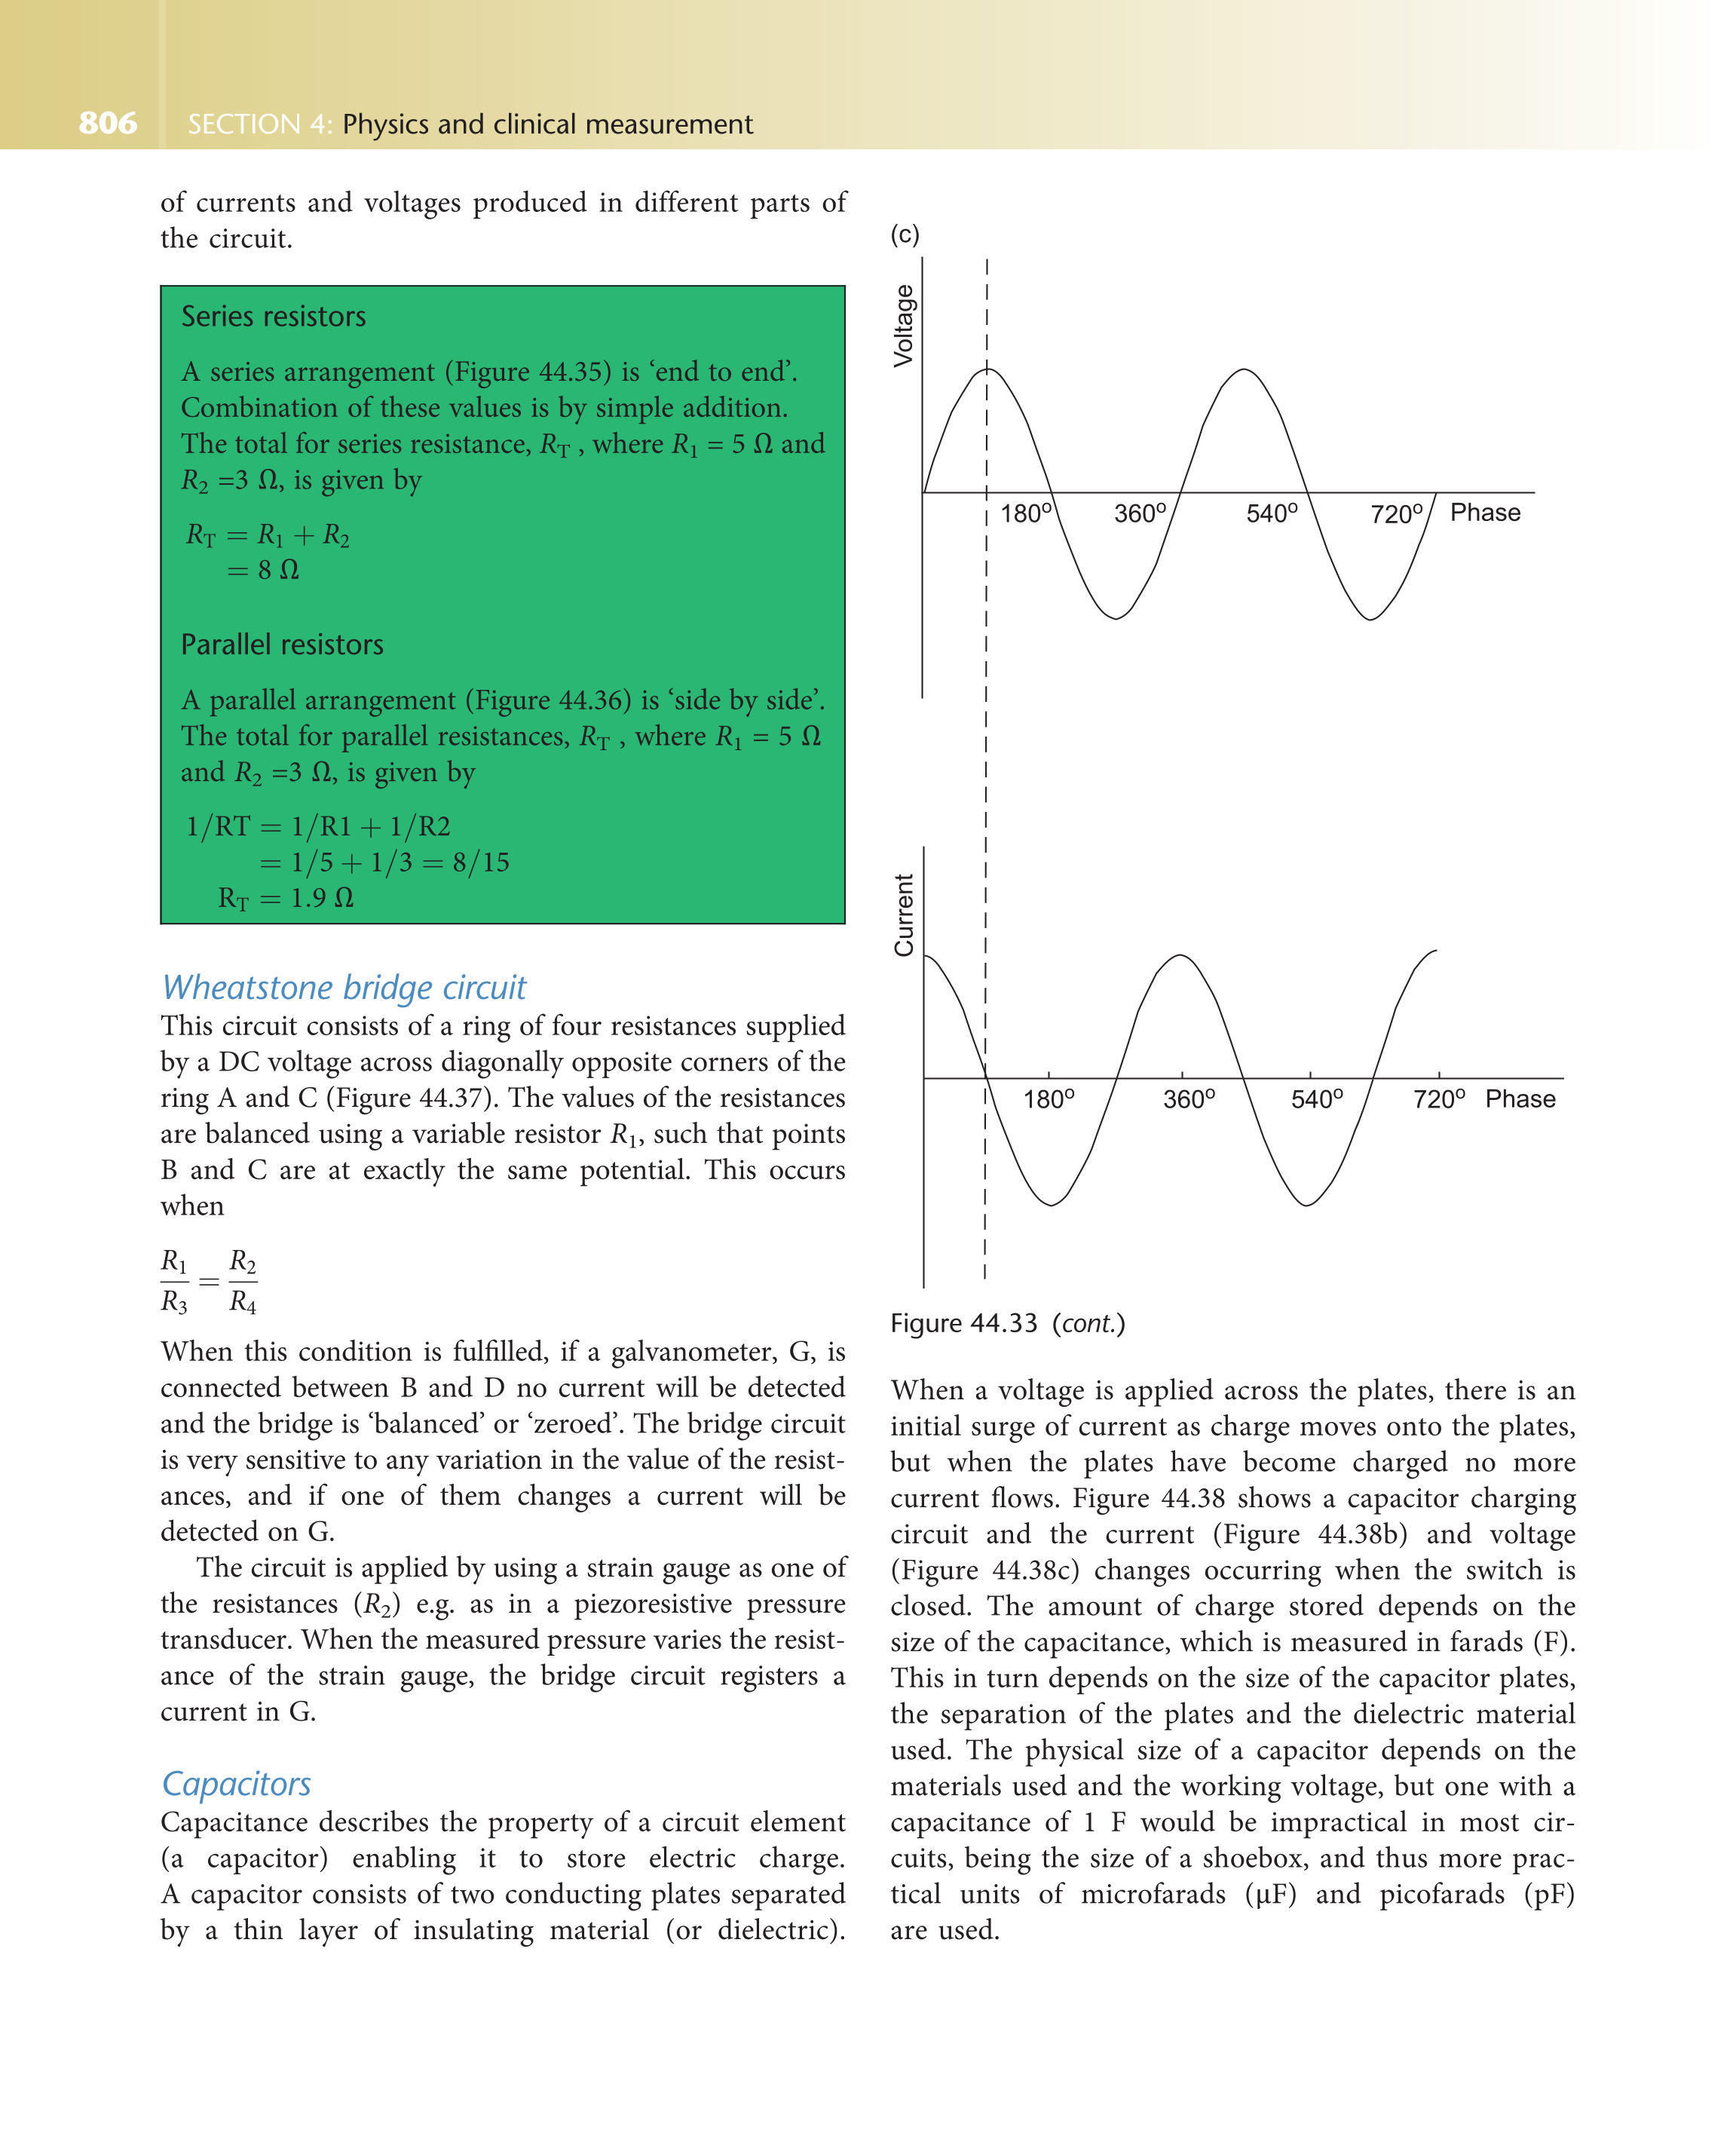 806 SECTION 4: Physics and clinical measurement
of currents and voltages produced in different parts of
the circuit.
Series resistors
A series arrangement (Figure 44.35) is ‘end to end’.
Combination of these values is by simple addition.
The total for series resistance, R_T , where R₁ = 5 Ω and
R₂ =3 Ω, is given by
R_T = R₁ + R₂
= 8 Ω
Parallel resistors
A parallel arrangement (Figure 44.36) is ‘side by side’.
The total for parallel resistances, R_T , where R₁ = 5 Ω
and R₂ =3 Ω, is given by
1/RT = 1/R1 + 1/R2
= 1/5 + 1/3 = 8/15
R_T = 1.9 Ω
Wheatstone bridge circuit
This circuit consists of a ring of four resistances supplied
by a DC voltage across diagonally opposite corners of the
ring A and C (Figure 44.37). The values of the resistances
are balanced using a variable resistor R₁, such that points
B and C are at exactly the same potential. This occurs
when
R₁/R₃ = R₂/R₄
When this condition is fulfilled, if a galvanometer, G, is
connected between B and D no current will be detected
and the bridge is ‘balanced’ or ‘zeroed’. The bridge circuit
is very sensitive to any variation in the value of the resist-
ances, and if one of them changes a current will be
detected on G.
The circuit is applied by using a strain gauge as one of
the resistances (R₂) e.g. as in a piezoresistive pressure
transducer. When the measured pressure varies the resist-
ance of the strain gauge, the bridge circuit registers a
current in G.
Capacitors
Capacitance describes the property of a circuit element
(a capacitor) enabling it to store electric charge.
A capacitor consists of two conducting plates separated
by a thin layer of insulating material (or dielectric).
(c)
Voltage
180º 360º 540º 720º Phase
Current
180º 360º 540º 720º Phase
Figure 44.33 (cont.)
When a voltage is applied across the plates, there is an
initial surge of current as charge moves onto the plates,
but when the plates have become charged no more
current flows. Figure 44.38 shows a capacitor charging
circuit and the current (Figure 44.38b) and voltage
(Figure 44.38c) changes occurring when the switch is
closed. The amount of charge stored depends on the
size of the capacitance, which is measured in farads (F).
This in turn depends on the size of the capacitor plates,
the separation of the plates and the dielectric material
used. The physical size of a capacitor depends on the
materials used and the working voltage, but one with a
capacitance of 1 F would be impractical in most cir-
cuits, being the size of a shoebox, and thus more prac-
tical units of microfarads (μF) and picofarads (pF)
are used.